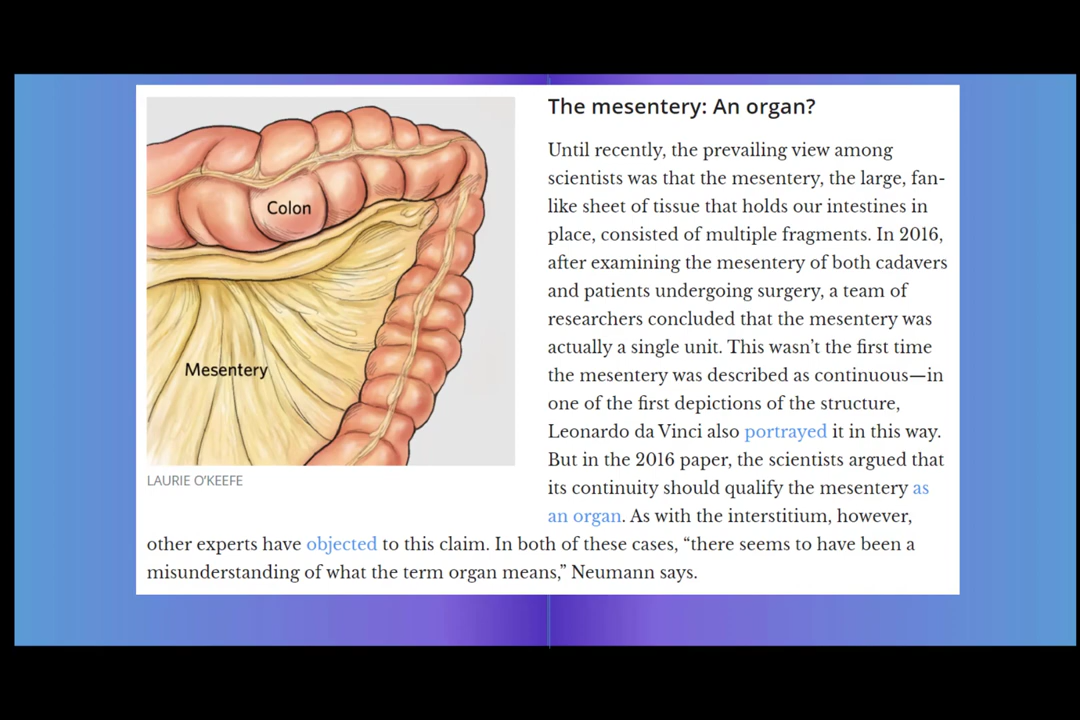 The mesentery: An organ?
Until recently, the prevailing view among
scientists was that the mesentery, the large, fan-
like sheet of tissue that holds our intestines in
place, consisted of multiple fragments. In 2016,
after examining the mesentery of both cadavers
and patients undergoing surgery, a team of
researchers concluded that the mesentery was
actually a single unit. This wasn’t the first time
the mesentery was described as continuous—in
one of the first depictions of the structure,
Leonardo da Vinci also portrayed it in this way.
But in the 2016 paper, the scientists argued that
its continuity should qualify the mesentery as
an organ. As with the interstitium, however,
other experts have objected to this claim. In both of these cases, “there seems to have been a
misunderstanding of what the term organ means,” Neumann says.
Colon
Mesentery
LAURIE O’KEEFE